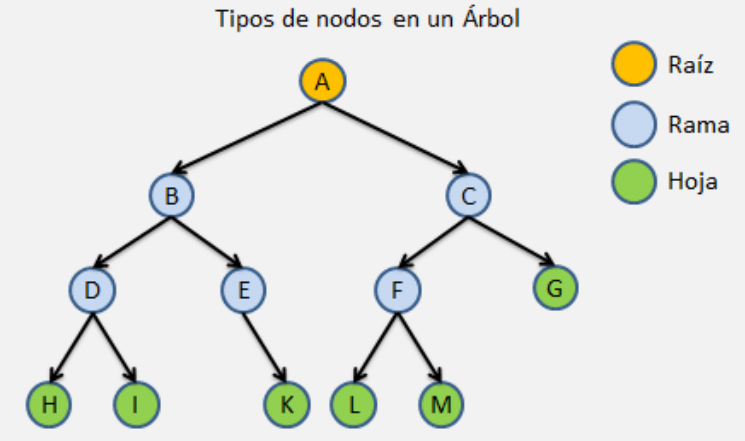 Tipos de nodos en un Árbol
A
Raíz
Rama
B
C
Hoja
D
E
F
G
H
I
K
L
M